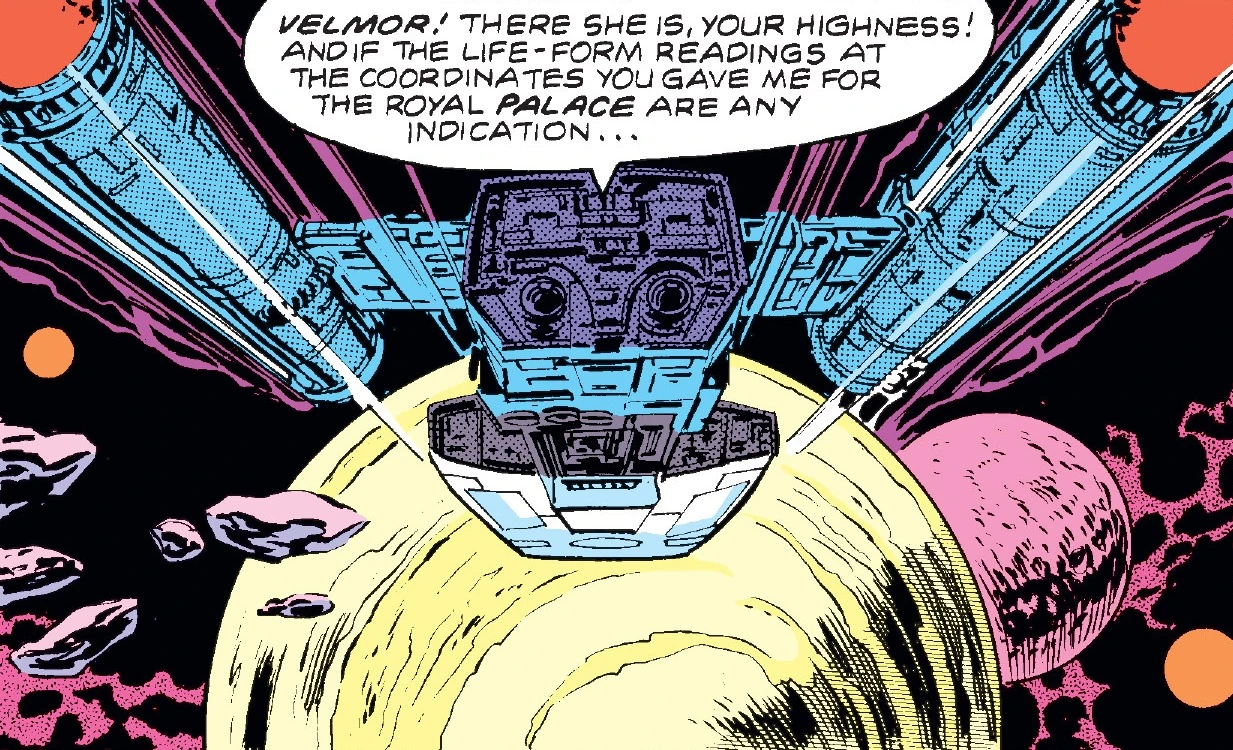 VELMOR! THERE SHE IS, YOUR HIGHNESS!
AND IF THE LIFE-FORM READINGS AT
THE COORDINATES YOU GAVE ME FOR
THE ROYAL PALACE ARE ANY
INDICATION...